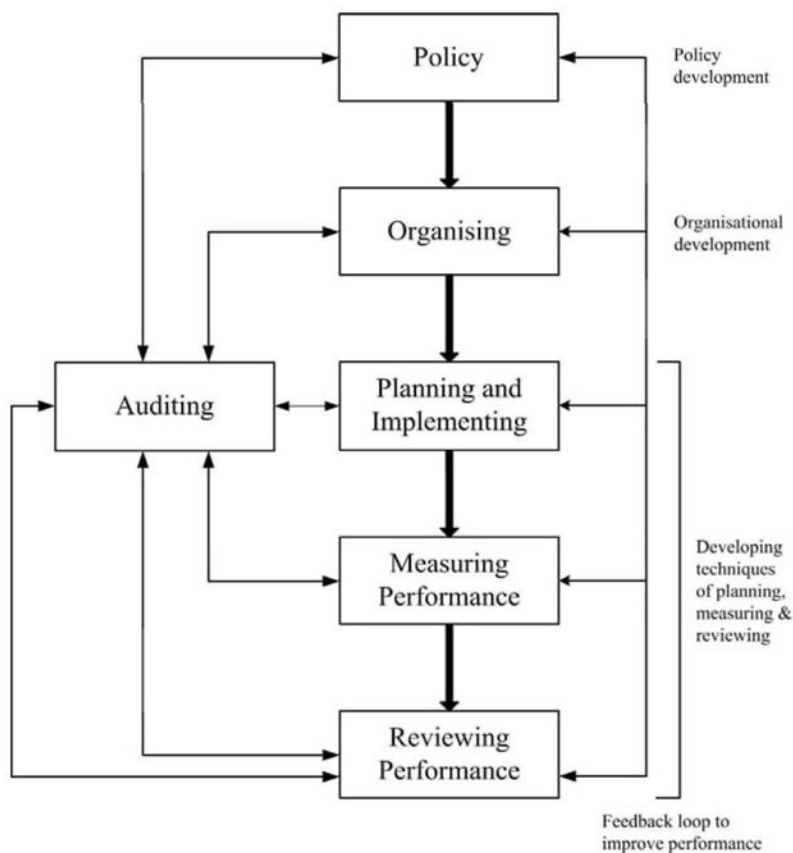 Policy
Policy
development
Organising
Organisational
development
Auditing
Planning and
Implementing
Measuring
Performance
Developing
techniques
of planning,
measuring &
reviewing
Reviewing
Performance
Feedback loop to
improve performance